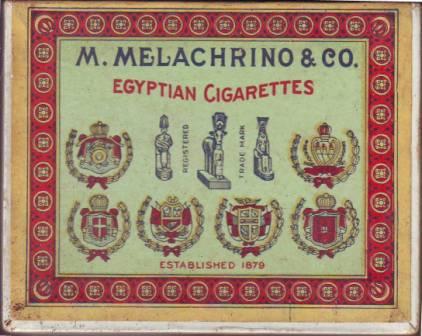 M. MELACHRINO & CO.
EGYPTIAN CIGARETTES
REGISTERED
TRADE MARK
ESTABLISHED 1879